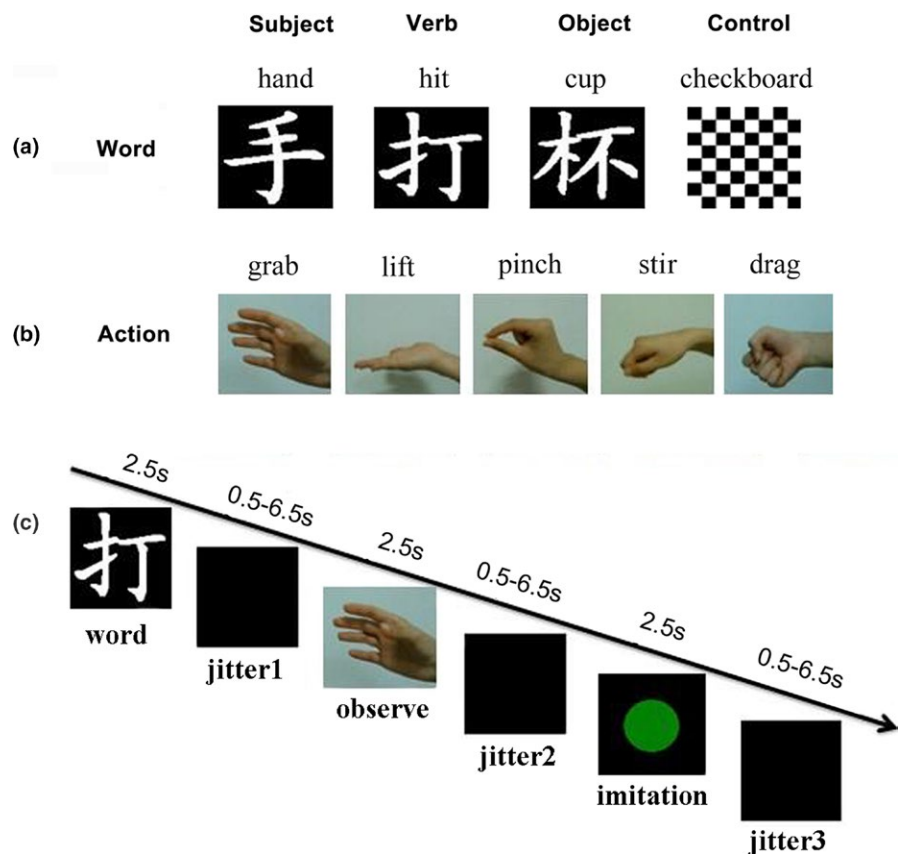 Subject Verb Object Control
hand hit cup checkboard
(a) Word 手 打 杯
grab lift pinch stir drag
(b) Action
2.5s
0.5-6.5s
(c) 打
2.5s
word
0.5-6.5s
jitter1
2.5s
observe
0.5-6.5s
jitter2
imitation
jitter3